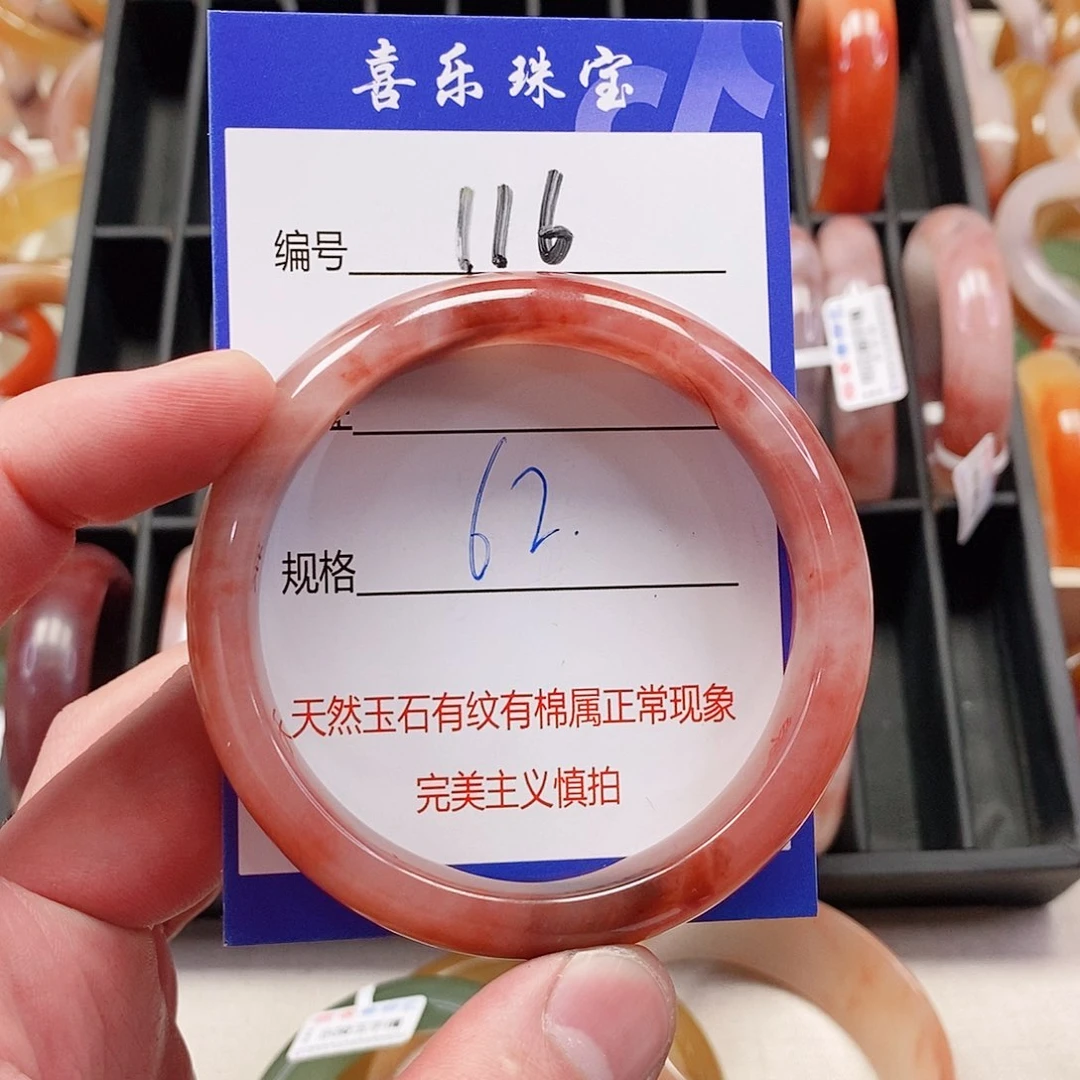 喜乐珠宝
编号 116
规格 62.
天然玉石有纹有棉属正常现象
完美主义慎拍